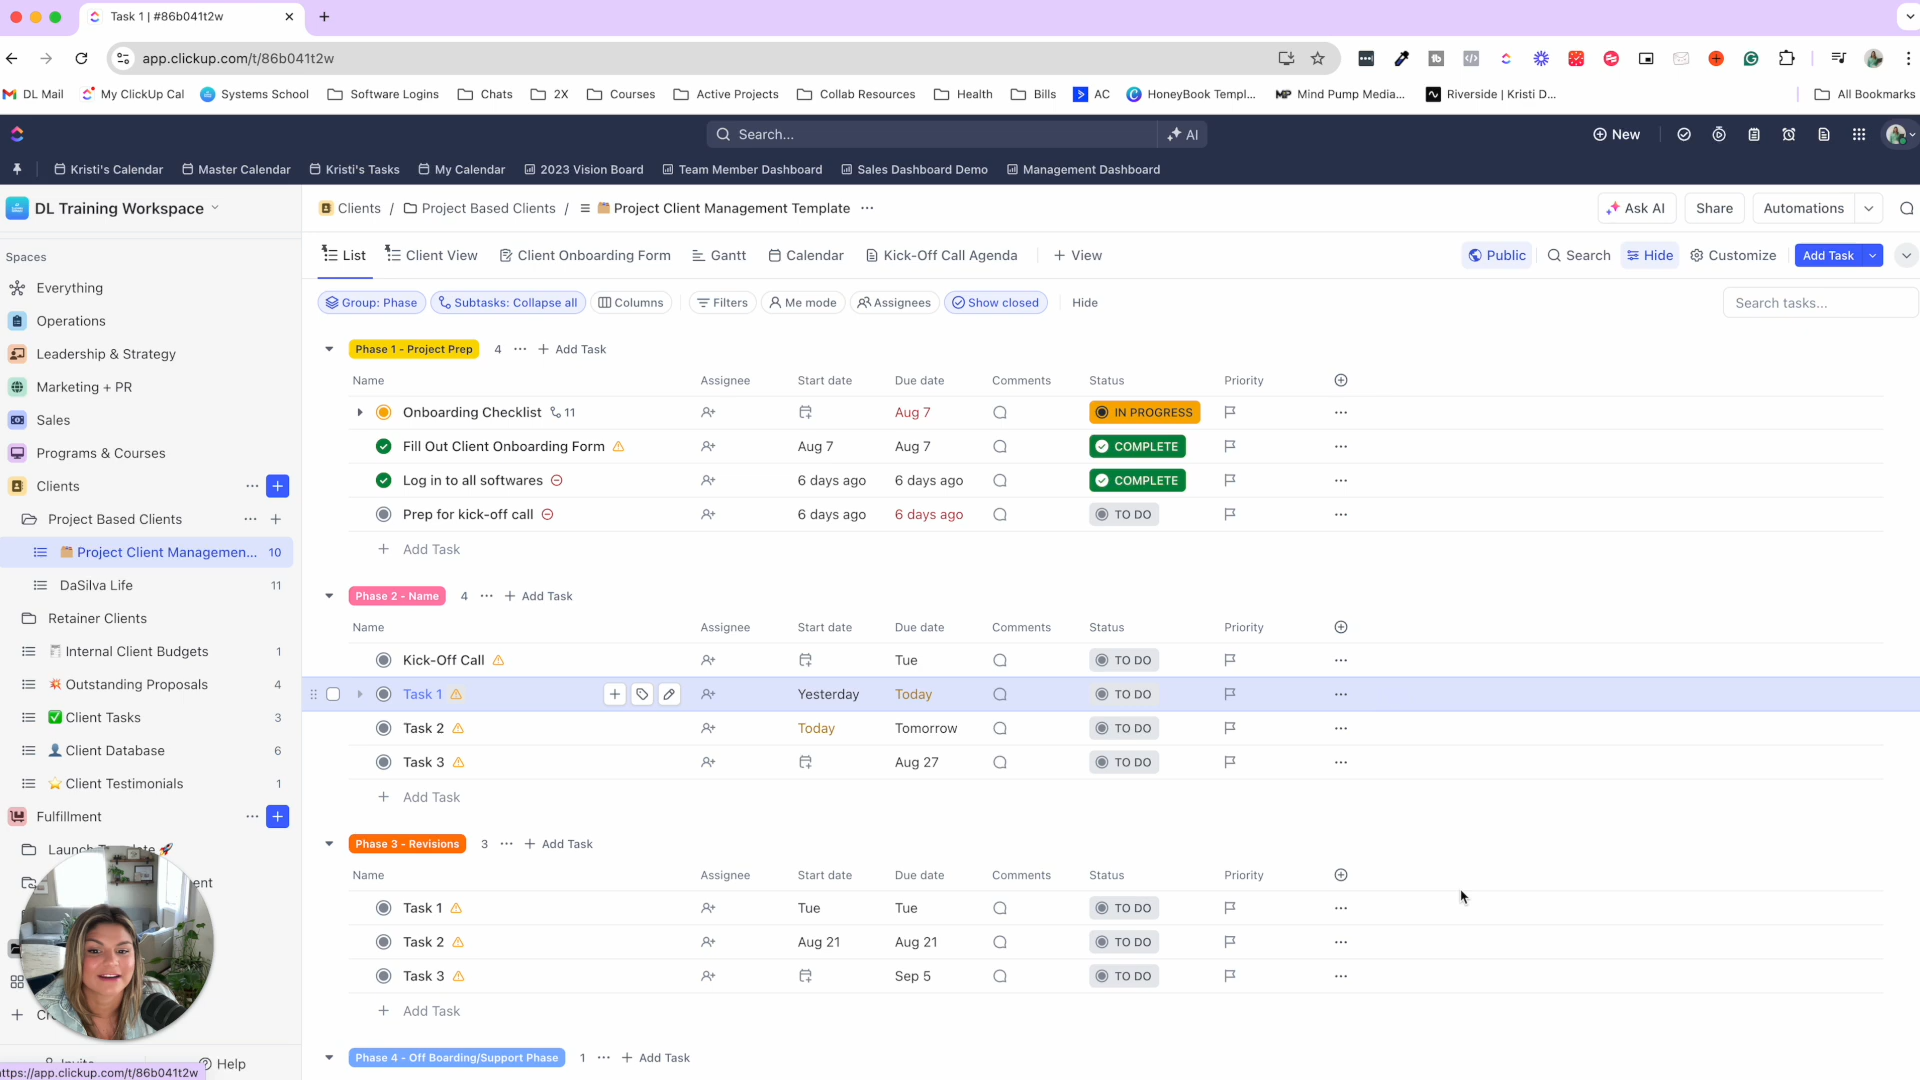 Task 1 | #86b041t2w
app.clickup.com/t/86b041t2w
DL Mail My ClickUp Cal Systems School Software Logins Chats 2X Courses Active Projects Collab Resources Health Bills AC HoneyBook Templ... MP Mind Pump Media... Riverside | Kristi D... All Bookmarks
Search... AI New
Kristi's Calendar Master Calendar Kristi's Tasks My Calendar 2023 Vision Board Team Member Dashboard Sales Dashboard Demo Management Dashboard
DL Training Workspace
Clients / Project Based Clients / Project Client Management Template Ask AI Share Automations
Spaces
Everything
Operations
Leadership & Strategy
Marketing + PR
Sales
Programs & Courses
Clients
Project Based Clients
Project Client Managemen... 10
DaSilva Life 11
Retainer Clients
Internal Client Budgets 1
Outstanding Proposals 4
Client Tasks 3
Client Database 6
Client Testimonials 1
Fulfillment
Help
https://app.clickup.com/t/86b041t2w
List Client View Client Onboarding Form Gantt Calendar Kick-Off Call Agenda + View Public Search Hide Customize Add Task
Group: Phase Subtasks: Collapse all Columns Filters Me mode Assignees Show closed Hide Search tasks...
Phase 1 - Project Prep 4 ... + Add Task
Name Assignee Start date Due date Comments Status Priority
Onboarding Checklist 11 Aug 7 IN PROGRESS
Fill Out Client Onboarding Form Aug 7 Aug 7 COMPLETE
Log in to all softwares 6 days ago 6 days ago COMPLETE
Prep for kick-off call 6 days ago 6 days ago TO DO
+ Add Task
Phase 2 - Name 4 ... + Add Task
Name Assignee Start date Due date Comments Status Priority
Kick-Off Call Tue TO DO
Task 1 Yesterday Today TO DO
Task 2 Today Tomorrow TO DO
Task 3 Aug 27 TO DO
+ Add Task
Phase 3 - Revisions 3 ... + Add Task
Name Assignee Start date Due date Comments Status Priority
Task 1 Tue Tue TO DO
Task 2 Aug 21 Aug 21 TO DO
Task 3 Sep 5 TO DO
+ Add Task
Phase 4 - Off Boarding/Support Phase 1 ... + Add Task